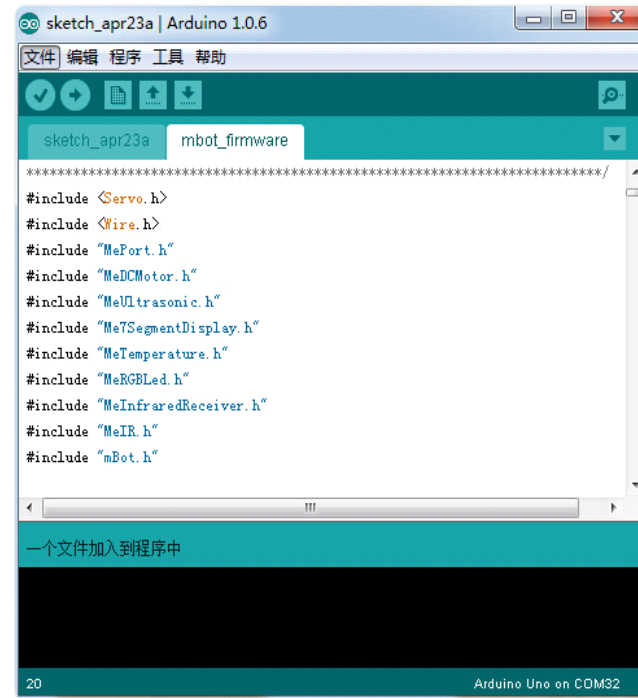 sketch_apr23a | Arduino 1.0.6
文件 编辑 程序 工具 帮助
sketch_apr23a mbot_firmware
**************************************************************************/
#include <Servo.h>
#include <Wire.h>
#include "MePort.h"
#include "MeDCMotor.h"
#include "MeUltrasonic.h"
#include "Me7SegmentDisplay.h"
#include "MeTemperature.h"
#include "MeRGBLed.h"
#include "MeInfraredReceiver.h"
#include "MeIR.h"
#include "mBot.h"
一个文件加入到程序中
20 Arduino Uno on COM32